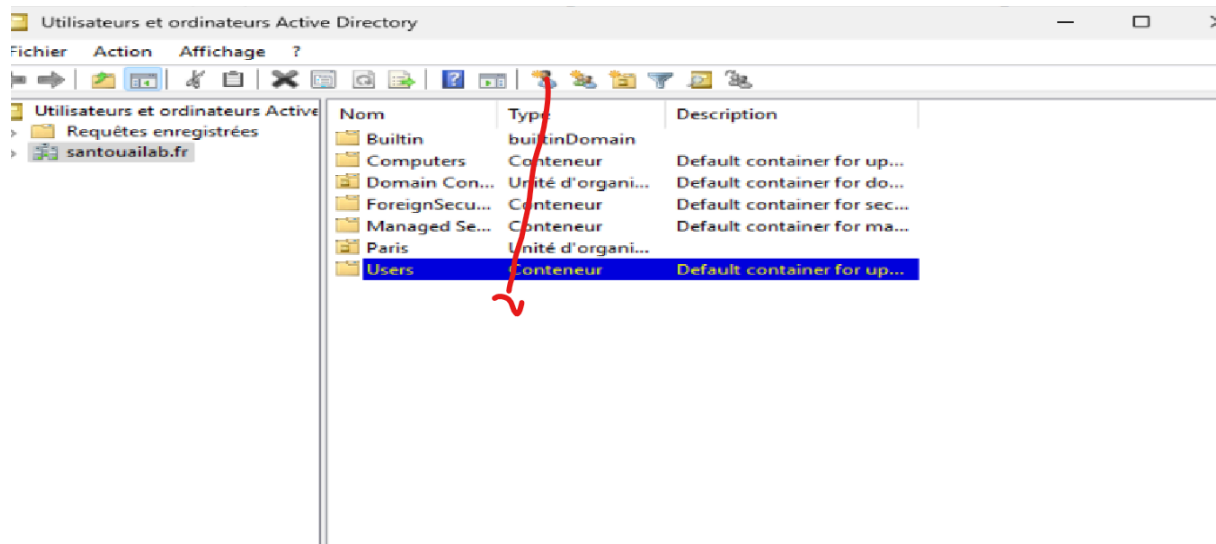 Utilisateurs et ordinateurs Active Directory
Fichier Action Affichage ?
Utilisateurs et ordinateurs Active
Requêtes enregistrées
santouailab.fr
Nom Type Description
Builtin builtinDomain
Computers Conteneur Default container for up...
Domain Con... Unité d'organi... Default container for do...
ForeignSecu... Conteneur Default container for sec...
Managed Se... Conteneur Default container for ma...
Paris Unité d'organi...
Users Conteneur Default container for up...